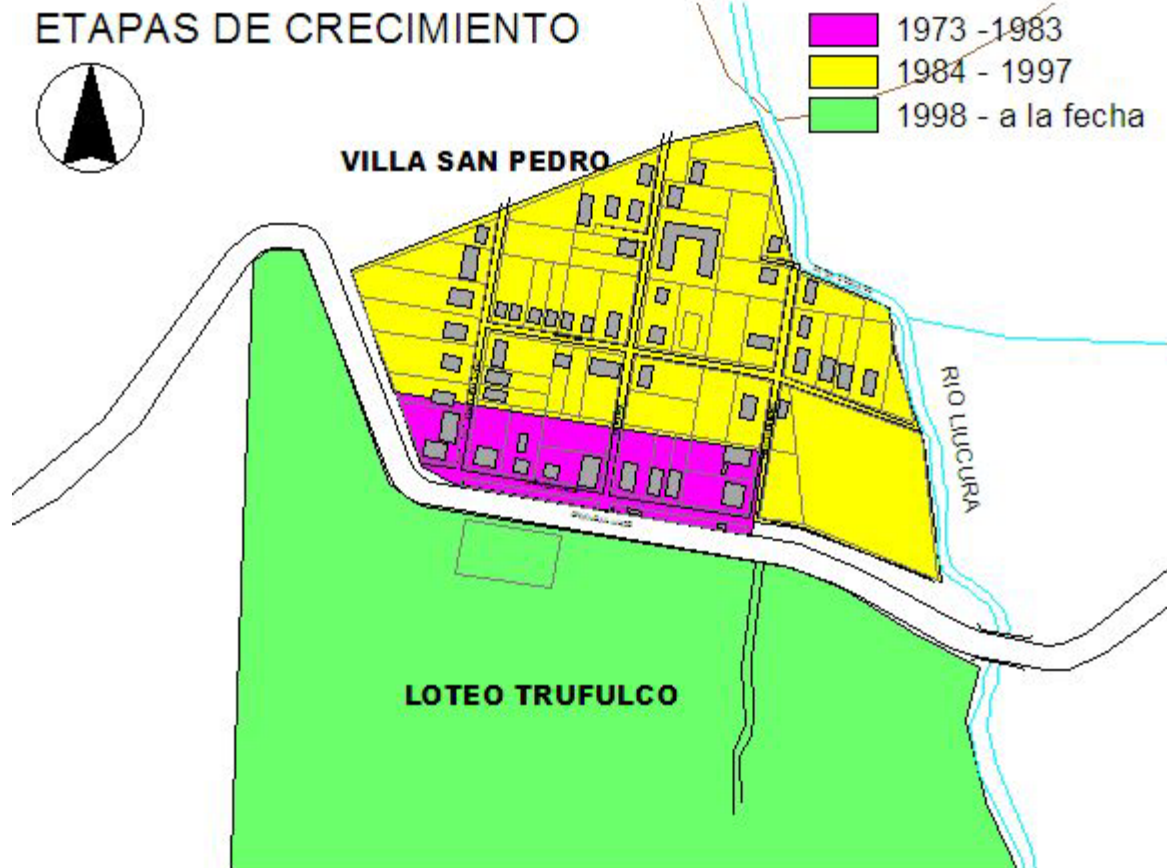 ETAPAS DE CRECIMIENTO
1973 -1983
1984 - 1997
1998 - a la fecha
VILLA SAN PEDRO
RIO LIUCURA
LOTEO TRUFULCO